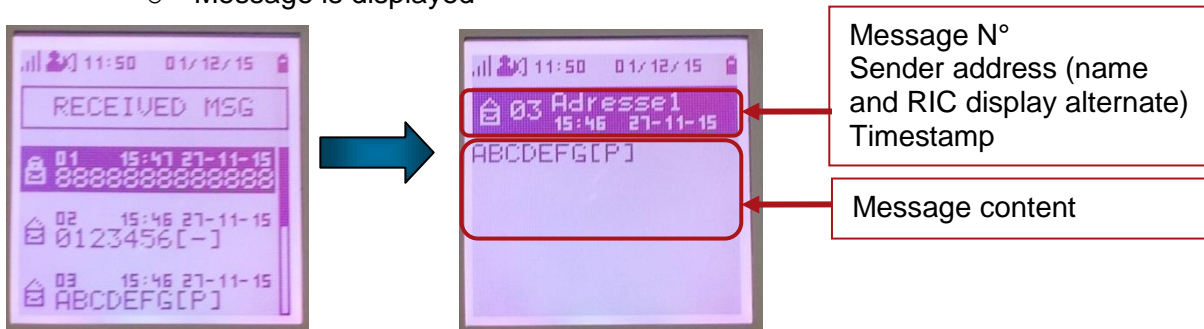 o Message is displayed
11:50 01/12/15
RECEIVED MSG
01 15:47 27-11-15
8888888888888
02 15:46 27-11-15
0123456[-]
03 15:46 27-11-15
ABCDEFG[P]
11:50 01/12/15
03 Adresse1
15:46 27-11-15
ABCDEFG[P]
Message N°
Sender address (name
and RIC display alternate)
Timestamp
Message content